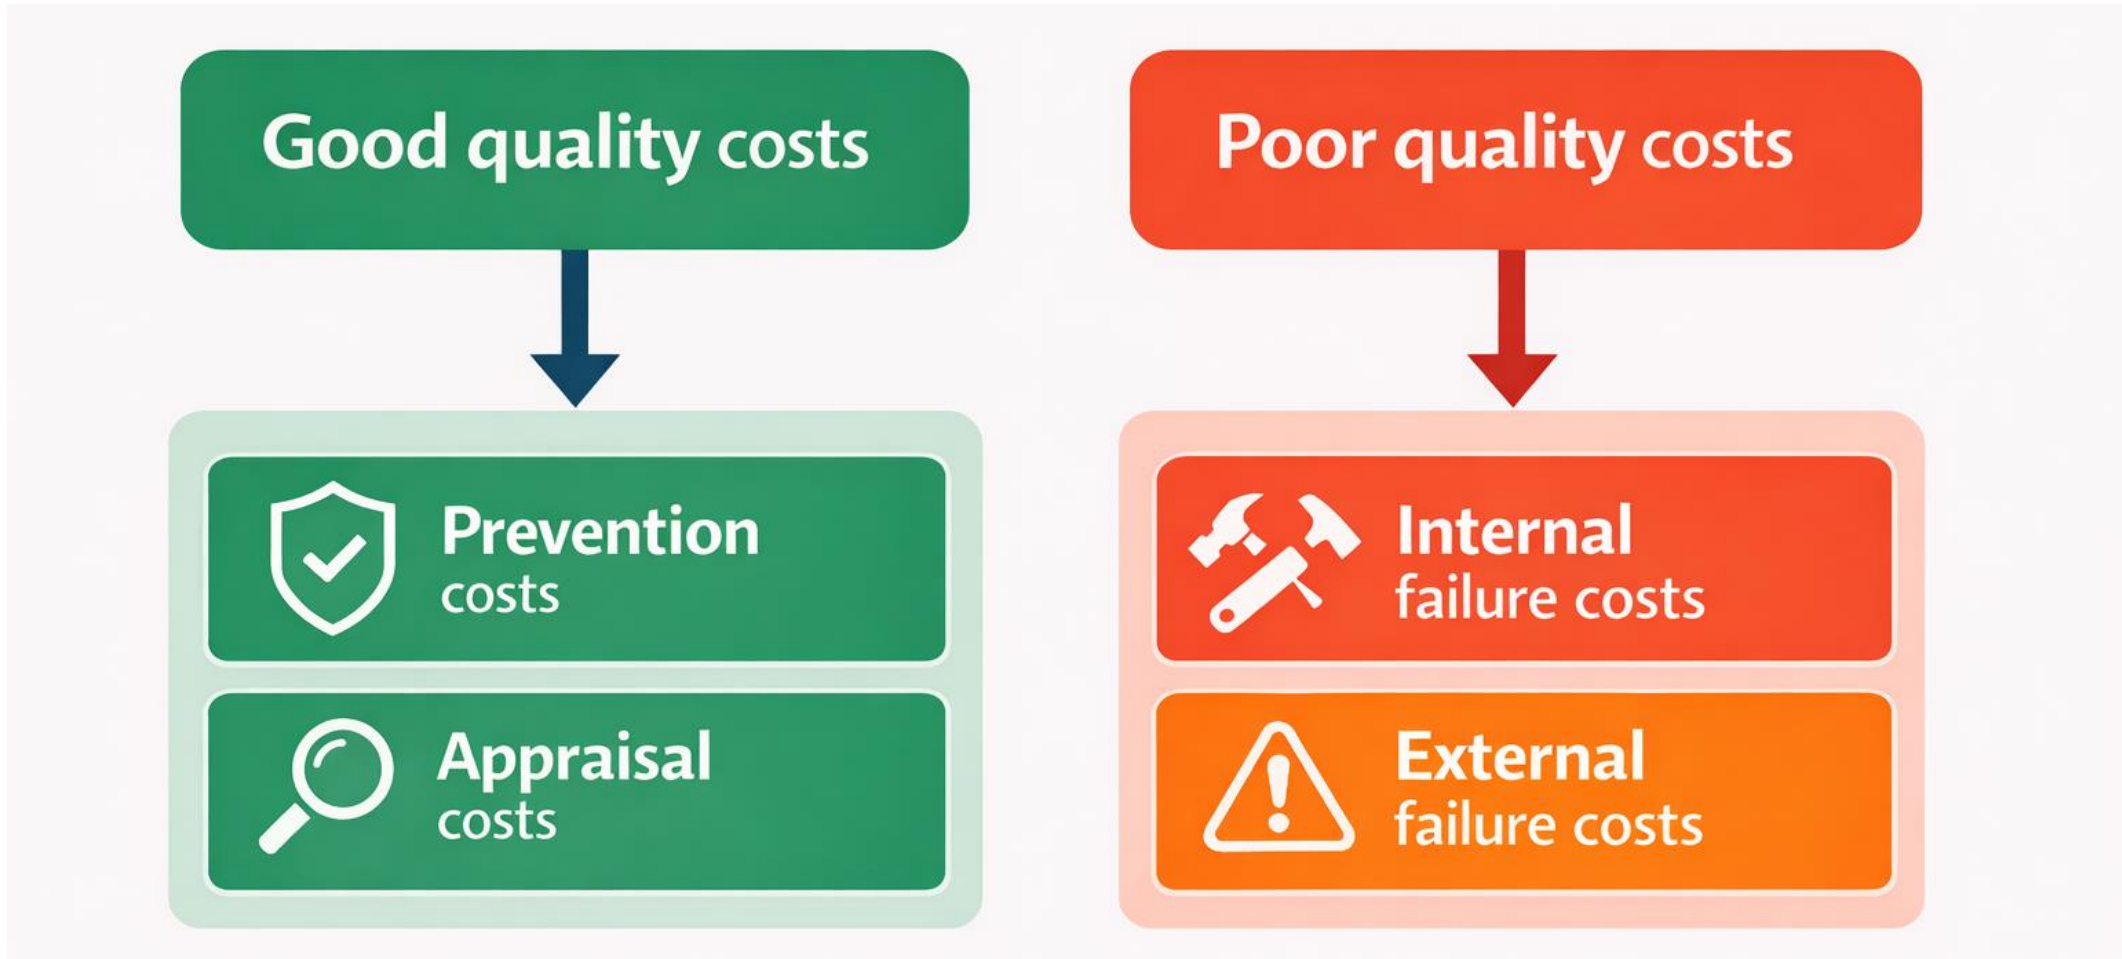 Good quality costs
Prevention
costs
Appraisal
costs
Poor quality costs
Internal
failure costs
External
failure costs